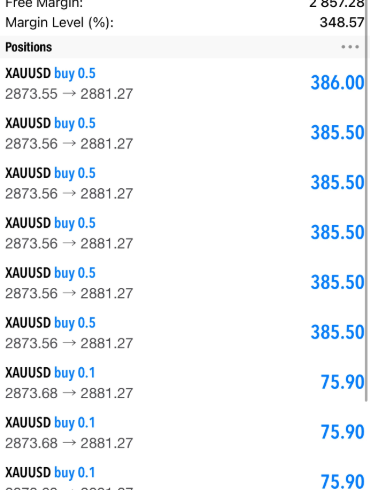 Free Margin: 2 857.28
Margin Level (%): 348.57
Positions
XAUUSD buy 0.5
2873.55 → 2881.27 386.00
XAUUSD buy 0.5
2873.56 → 2881.27 385.50
XAUUSD buy 0.5
2873.56 → 2881.27 385.50
XAUUSD buy 0.5
2873.56 → 2881.27 385.50
XAUUSD buy 0.5
2873.56 → 2881.27 385.50
XAUUSD buy 0.5
2873.56 → 2881.27 385.50
XAUUSD buy 0.1
2873.68 → 2881.27 75.90
XAUUSD buy 0.1
2873.68 → 2881.27 75.90
XAUUSD buy 0.1
75.90